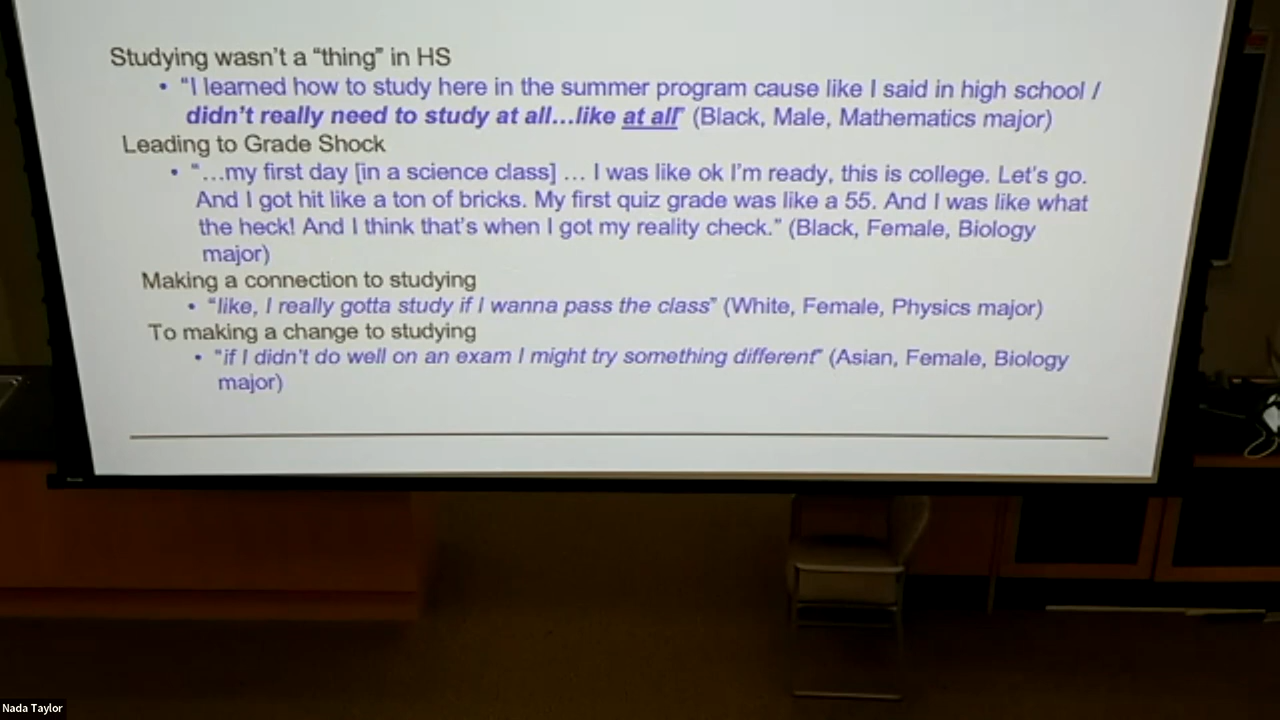 Studying wasn't a “thing” in HS
• “I learned how to study here in the summer program cause like I said in high school I
didn't really need to study at all…like at all” (Black, Male, Mathematics major)
Leading to Grade Shock
• “…my first day [in a science class] … I was like ok I'm ready, this is college. Let's go.
And I got hit like a ton of bricks. My first quiz grade was like a 55. And I was like what
the heck! And I think that's when I got my reality check.” (Black, Female, Biology
major)
Making a connection to studying
• “like, I really gotta study if I wanna pass the class” (White, Female, Physics major)
To making a change to studying
• “if I didn't do well on an exam I might try something different” (Asian, Female, Biology
major)
Nada Taylor